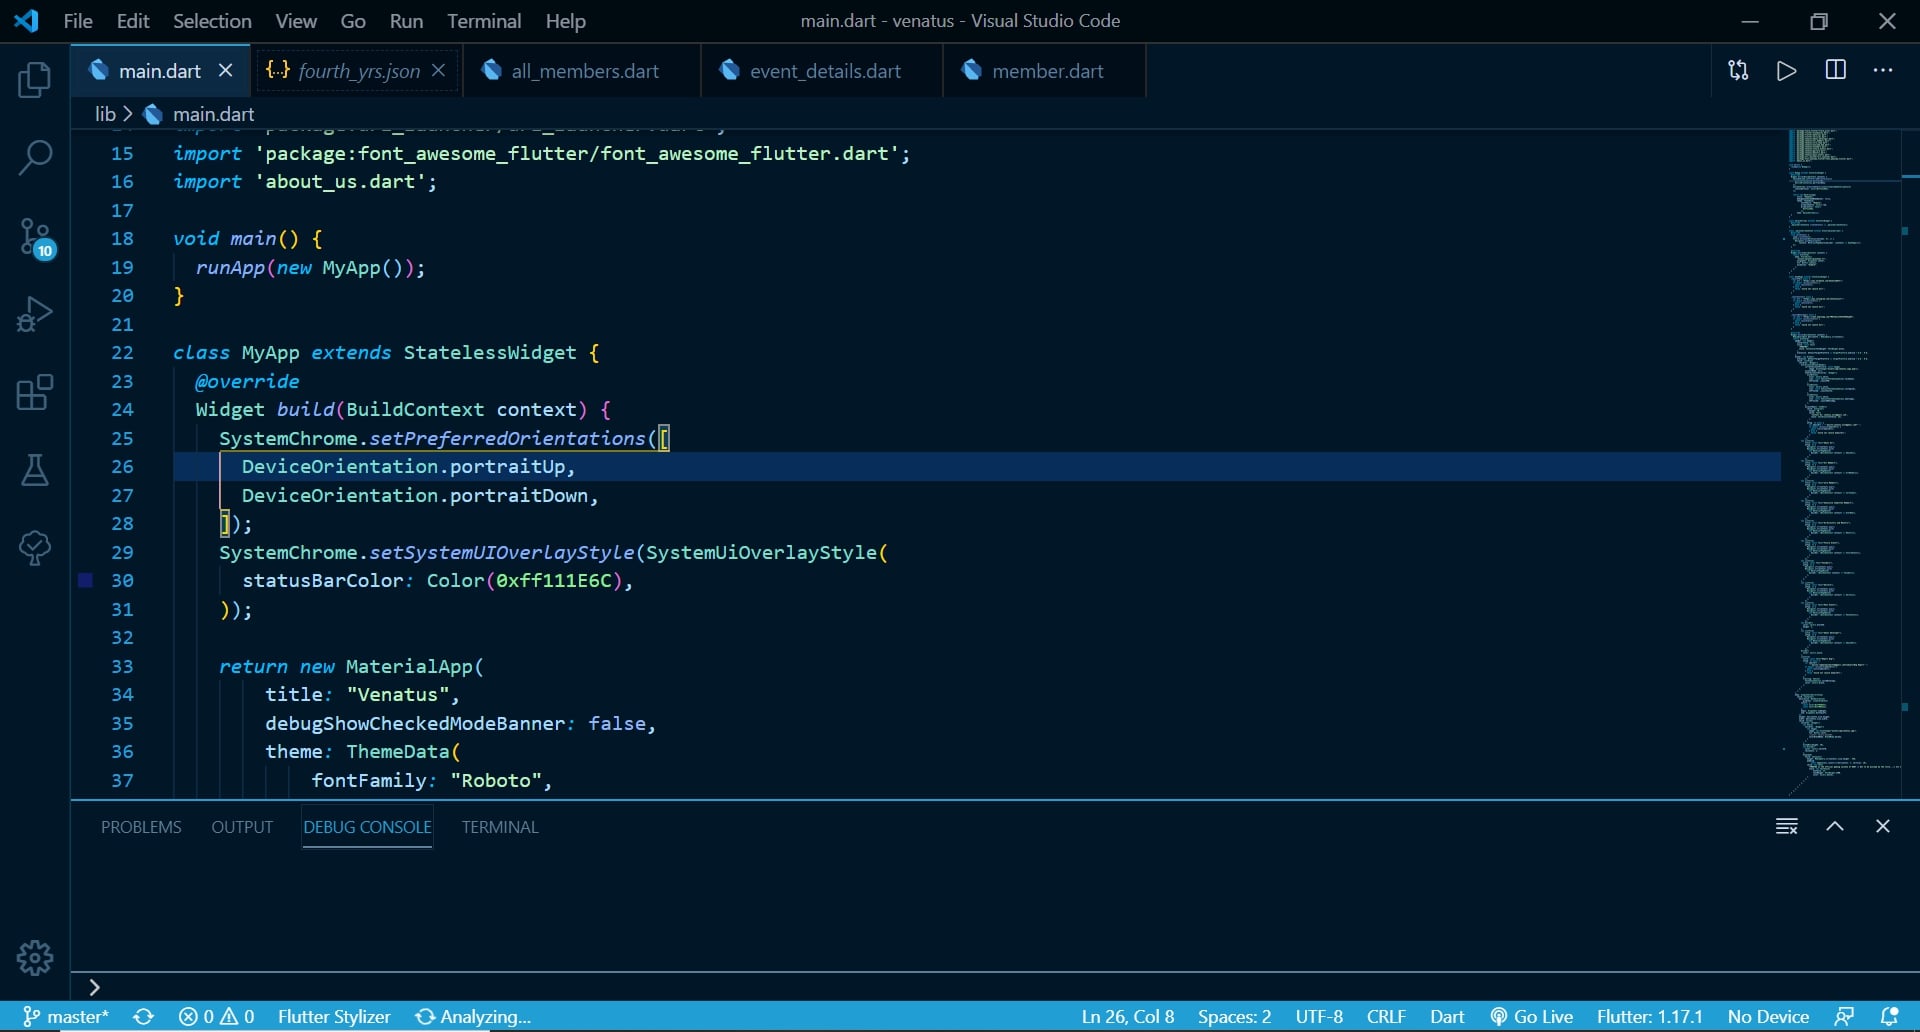 File Edit Selection View Go Run Terminal Help main.dart - venatus - Visual Studio Code
main.dart fourth_yrs.json all_members.dart event_details.dart member.dart
lib > main.dart
15 import 'package:font_awesome_flutter/font_awesome_flutter.dart';
16 import 'about_us.dart';
17
18 void main() {
19 runApp(new MyApp());
20 }
21
22 class MyApp extends StatelessWidget {
23 @override
24 Widget build(BuildContext context) {
25 SystemChrome.setPreferredOrientations([
26 DeviceOrientation.portraitUp,
27 DeviceOrientation.portraitDown,
28 ]);
29 SystemChrome.setSystemUIOverlayStyle(SystemUiOverlayStyle(
30 statusBarColor: Color(0xff111E6C),
31 ));
32
33 return new MaterialApp(
34 title: "Venatus",
35 debugShowCheckedModeBanner: false,
36 theme: ThemeData(
37 fontFamily: "Roboto",
10
PROBLEMS OUTPUT DEBUG CONSOLE TERMINAL
master* 0 0 Flutter Stylizer Analyzing... Ln 26, Col 8 Spaces: 2 UTF-8 CRLF Dart Go Live Flutter: 1.17.1 No Device